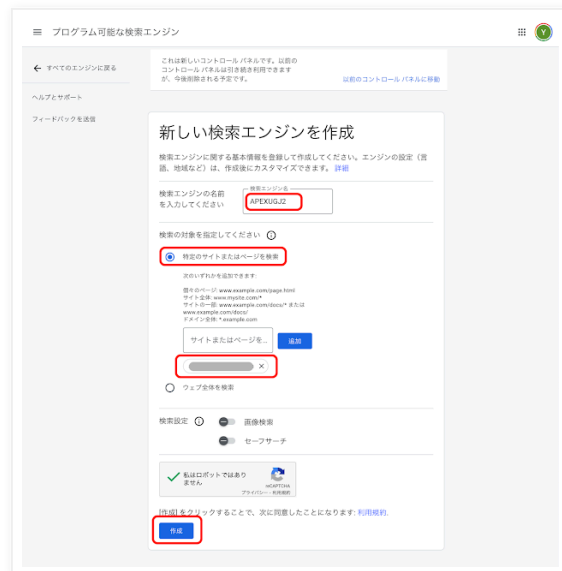 プログラム可能な検索エンジン
Y
すべてのエンジンに戻る
ヘルプとサポート
フィードバックを送信
これは新しいコントロール パネルです。以前の
コントロール パネルは引き続き利用できます
が、今後削除される予定です。
以前のコントロール パネルに移動
新しい検索エンジンを作成
検索エンジンに関する基本情報を登録して作成してください。エンジンの設定（言
語、地域など）は、作成後にカスタマイズできます。 詳細
検索エンジンの名前
を入力してください
検索エンジン名
APEXUGJ2
検索の対象を指定してください
特定のサイトまたはページを検索
次のいずれかを追加できます:
個々のページ: www.example.com/page.html
サイト全体: www.mysite.com/*
サイトの一部: www.example.com/docs/* または
www.example.com/docs/
ドメイン全体: *.example.com
サイトまたはページを...
追加
ウェブ全体を検索
検索設定
画像検索
セーフサーチ
私はロボットではあり
ません
reCAPTCHA
プライバシー - 利用規約
[作成] をクリックすることで、次に同意したことになります: 利用規約.
作成